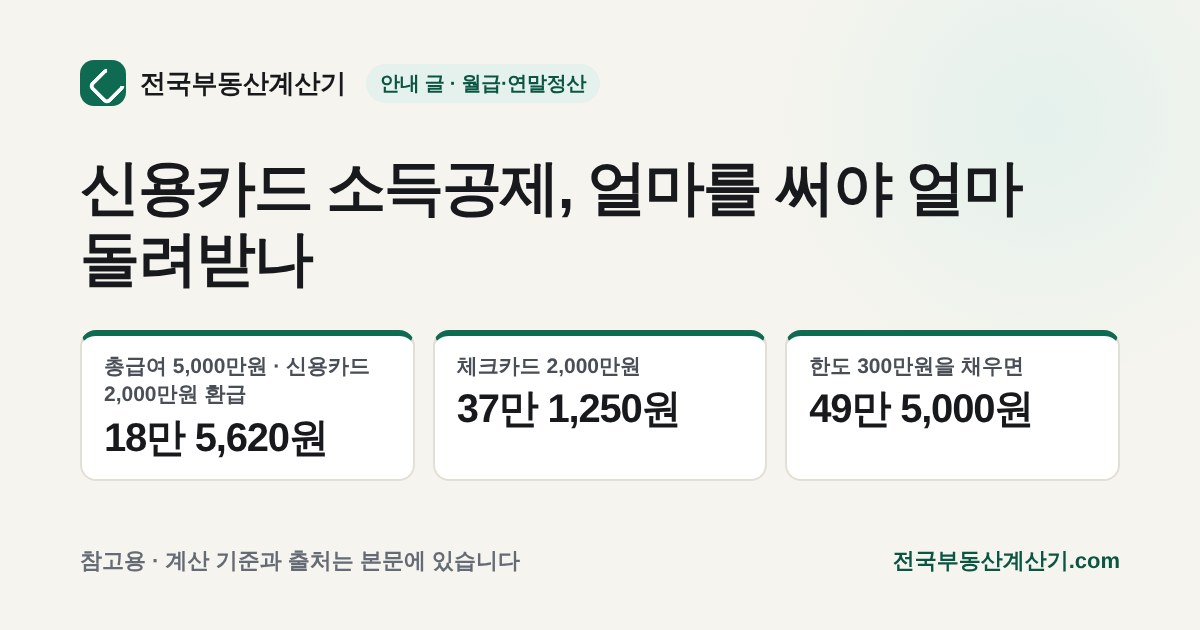 전국부동산계산기
안내 글 · 월급·연말정산
신용카드 소득공제, 얼마를 써야 얼마
돌려받나
총급여 5,000만원 · 신용카드
2,000만원 환급
18만 5,620원
체크카드 2,000만원
37만 1,250원
한도 300만원을 채우면
49만 5,000원
참고용 · 계산 기준과 출처는 본문에 있습니다
전국부동산계산기.com